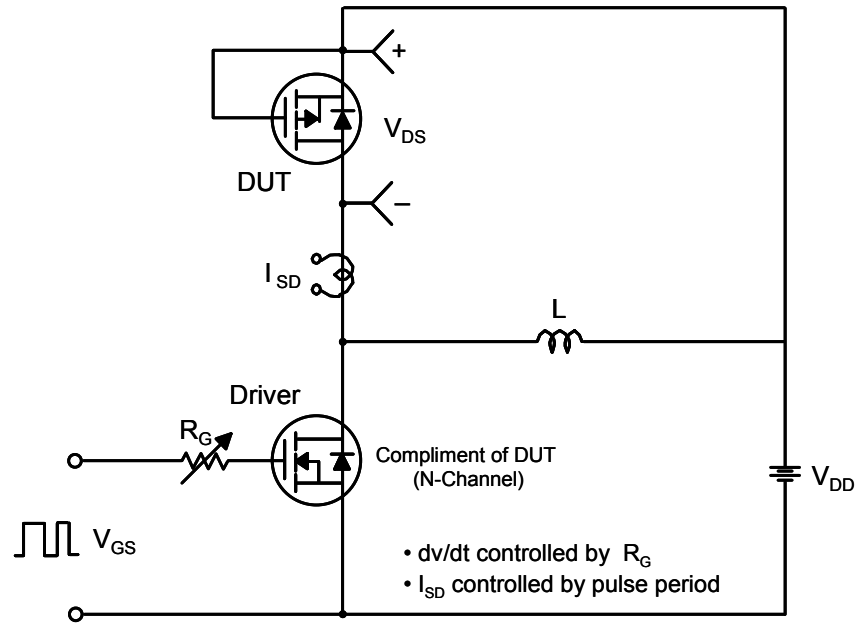 +
V_DS
DUT
–
I_SD
L
Driver
R_G
Compliment of DUT
(N-Channel)
V_DD
V_GS
• dv/dt controlled by R_G
• I_SD controlled by pulse period